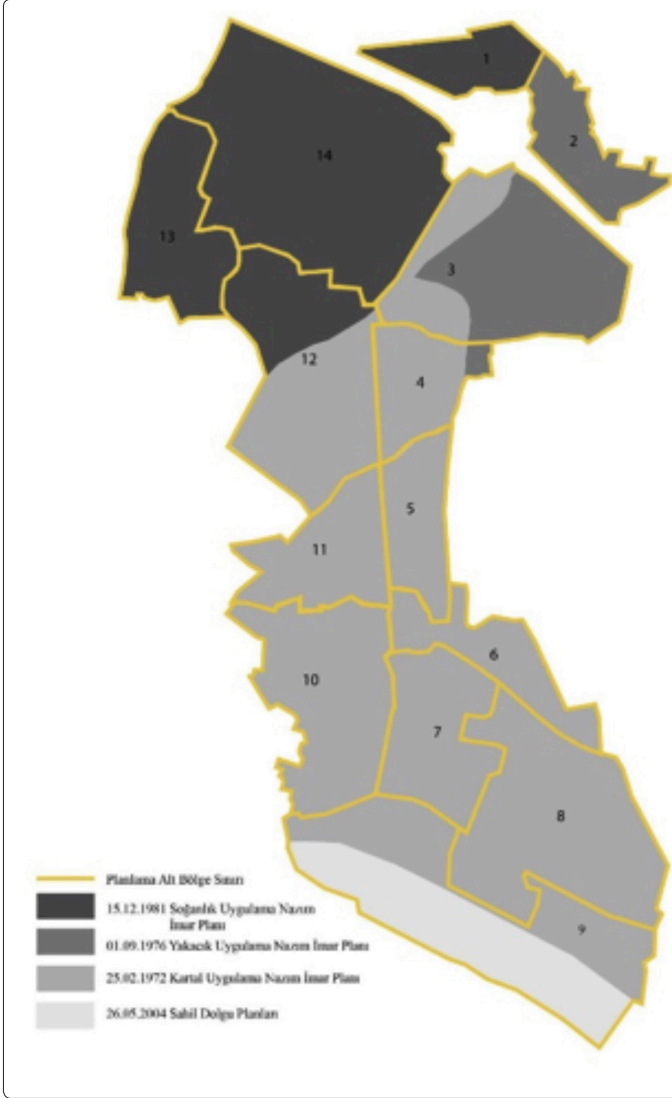 1
2
14
13
3
12
4
5
11
6
10
7
8
9
Planlama Alt Bölge Sınırı
15.12.1981 Soğanlık Uygulama Nazım
İmar Planı
01.09.1976 Yakacık Uygulama Nazım İmar Planı
25.02.1972 Kartal Uygulama Nazım İmar Planı
26.05.2004 Sahil Dolgu Planları